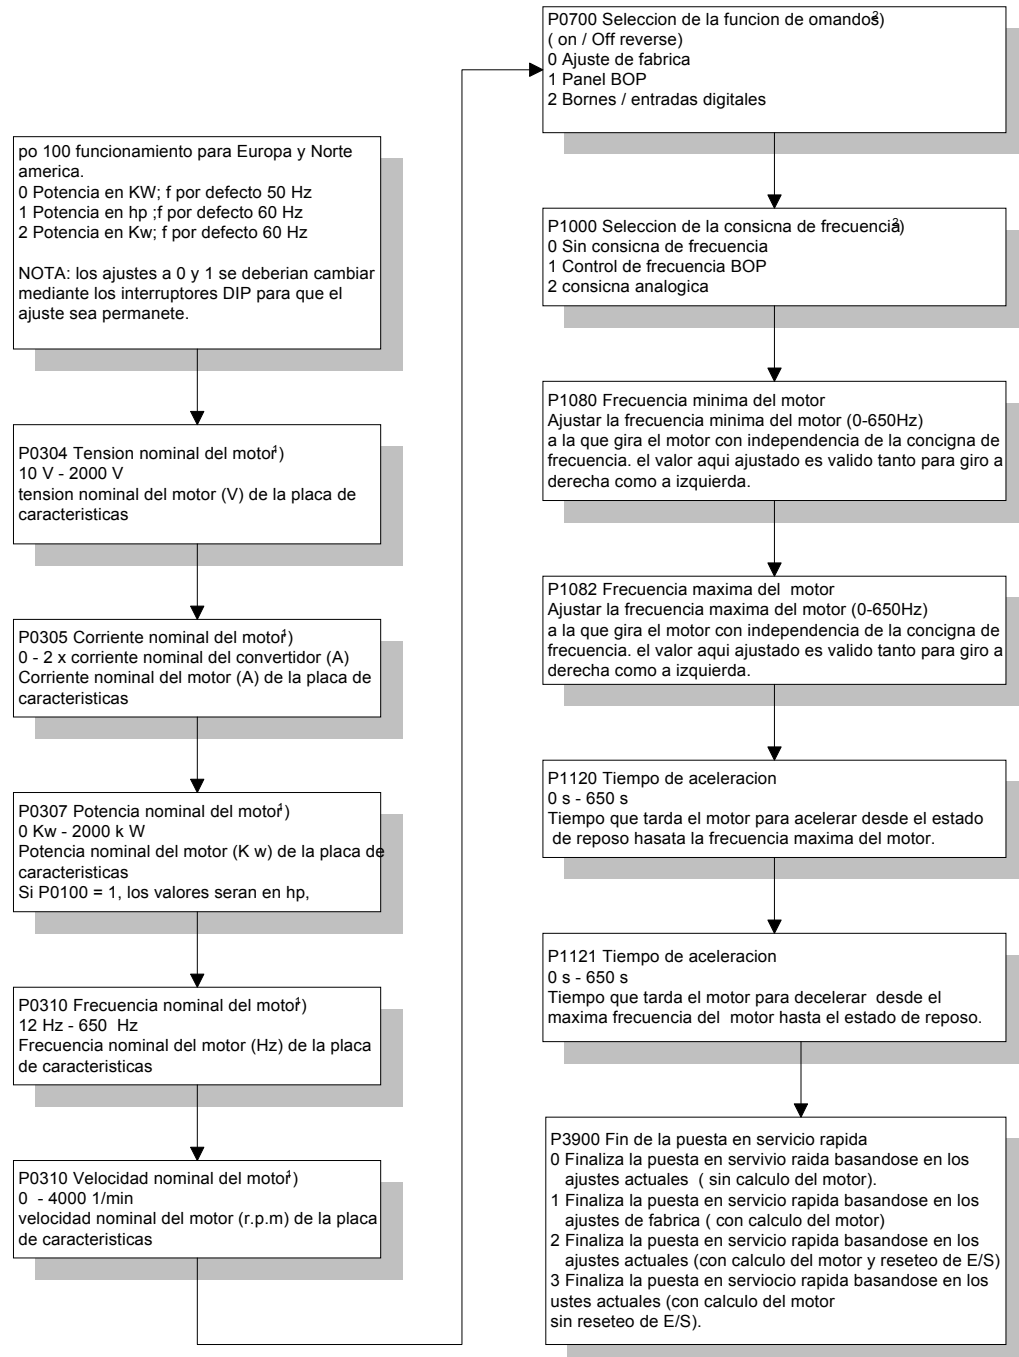 po 100 funcionamiento para Europa y Norte
america.
0 Potencia en KW; f por defecto 50 Hz
1 Potencia en hp ;f por defecto 60 Hz
2 Potencia en Kw; f por defecto 60 Hz
NOTA: los ajustes a 0 y 1 se deberian cambiar
mediante los interruptores DIP para que el
ajuste sea permanete.
P0304 Tension nominal del motor1)
10 V - 2000 V
tension nominal del motor (V) de la placa de
caracteristicas
P0305 Corriente nominal del motor1)
0 - 2 x corriente nominal del convertidor (A)
Corriente nominal del motor (A) de la placa de
caracteristicas
P0307 Potencia nominal del motor1)
0 Kw - 2000 k W
Potencia nominal del motor (K w) de la placa de
caracteristicas
Si P0100 = 1, los valores seran en hp,
P0310 Frecuencia nominal del motor1)
12 Hz - 650  Hz
Frecuencia nominal del motor (Hz) de la placa
de caracteristicas
P0310 Velocidad nominal del motor1)
0  - 4000 1/min
velocidad nominal del motor (r.p.m) de la placa
de caracteristicas
P0700 Seleccion de la funcion de omandos2)
( on / Off reverse)
0 Ajuste de fabrica
1 Panel BOP
2 Bornes / entradas digitales
P1000 Seleccion de la consicna de frecuencia2)
0 Sin consicna de frecuencia
1 Control de frecuencia BOP
2 consicna analogica
P1080 Frecuencia minima del motor
Ajustar la frecuencia minima del motor (0-650Hz)
a la que gira el motor con independencia de la concigna de
frecuencia. el valor aqui ajustado es valido tanto para giro a
derecha como a izquierda.
P1082 Frecuencia maxima del  motor
Ajustar la frecuencia maxima del motor (0-650Hz)
a la que gira el motor con independencia de la concigna de
frecuencia. el valor aqui ajustado es valido tanto para giro a
derecha como a izquierda.
P1120 Tiempo de aceleracion
0 s - 650 s
Tiempo que tarda el motor para acelerar desde el estado
de reposo hasata la frecuencia maxima del motor.
P1121 Tiempo de aceleracion
0 s - 650 s
Tiempo que tarda el motor para decelerar  desde el
maxima frecuencia del  motor hasta el estado de reposo.
P3900 Fin de la puesta en servicio rapida
0 Finaliza la puesta en servivio raida basandose en los
ajustes actuales  ( sin calculo del motor).
1 Finaliza la puesta en servicio rapida basandose en los
ajustes de fabrica ( con calculo del motor)
2 Finaliza la puesta en servicio rapida basandose en los
ajustes actuales (con calculo del motor y reseteo de E/S)
3 Finaliza la puesta en serviocio rapida basandose en los
ustes actuales (con calculo del motor
sin reseteo de E/S).